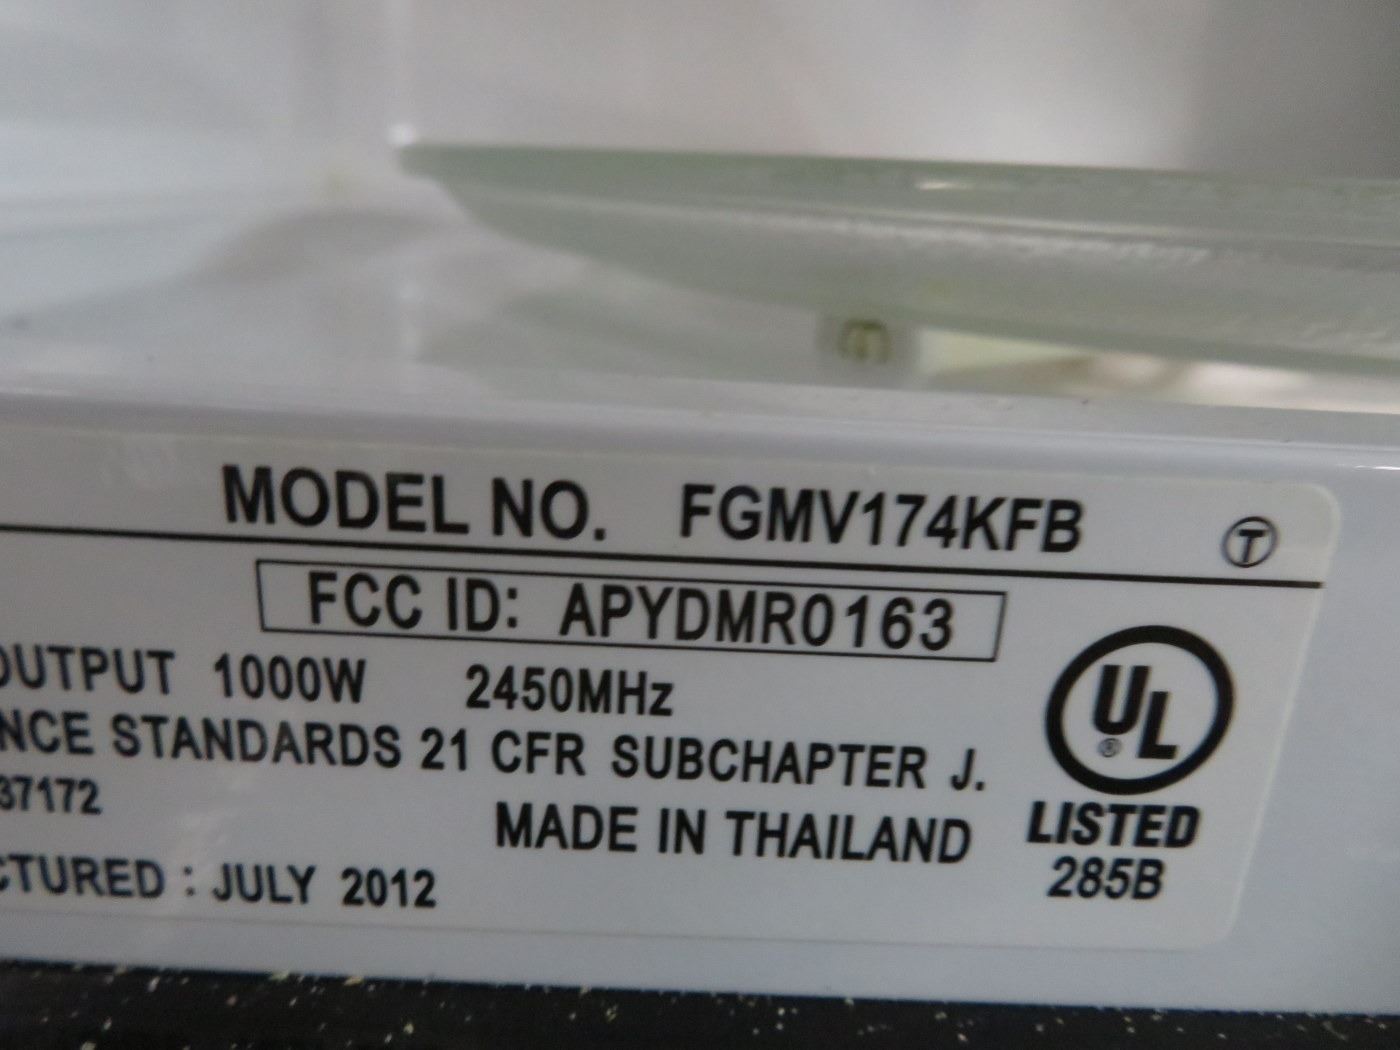 MODEL NO. FGMV174KFB T
FCC ID: APYDMR0163
OUTPUT 1000W 2450MHz
NCE STANDARDS 21 CFR SUBCHAPTER J.
37172
MADE IN THAILAND
CTURED : JULY 2012
UL ®
LISTED
285B